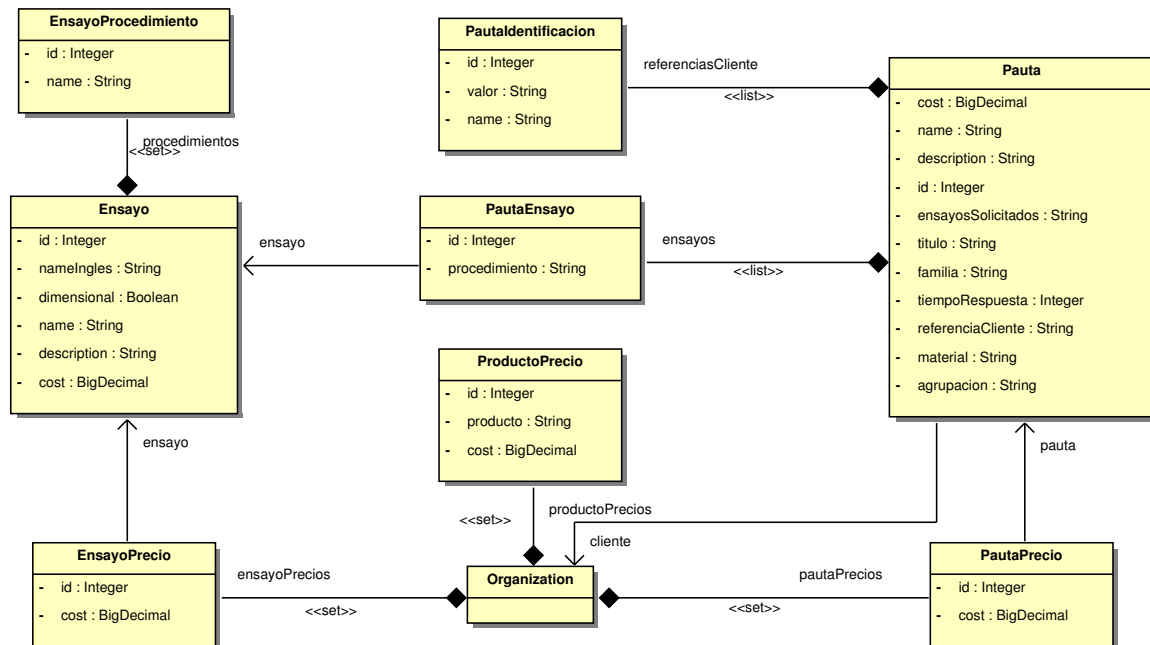 EnsayoProcedimiento
- id : Integer
- name : String
procedimientos
<<set>>
PautaIdentificacion
- id : Integer
- valor : String
- name : String
referenciasCliente
<<list>>
Pauta
- cost : BigDecimal
- name : String
- description : String
- id : Integer
- ensayosSolicitados : String
- titulo : String
- familia : String
- tiempoRespuesta : Integer
- referenciaCliente : String
- material : String
- agrupacion : String
Ensayo
- id : Integer
- nameIngles : String
- dimensional : Boolean
- name : String
- description : String
- cost : BigDecimal
ensayo
PautaEnsayo
- id : Integer
- procedimiento : String
ensayos
<<list>>
ProductoPrecio
- id : Integer
- producto : String
- cost : BigDecimal
ensayo
pauta
<<set>>
productoPrecios
cliente
EnsayoPrecio
- id : Integer
- cost : BigDecimal
ensayoPrecios
<<set>>
Organization
pautaPrecios
<<set>>
PautaPrecio
- id : Integer
- cost : BigDecimal